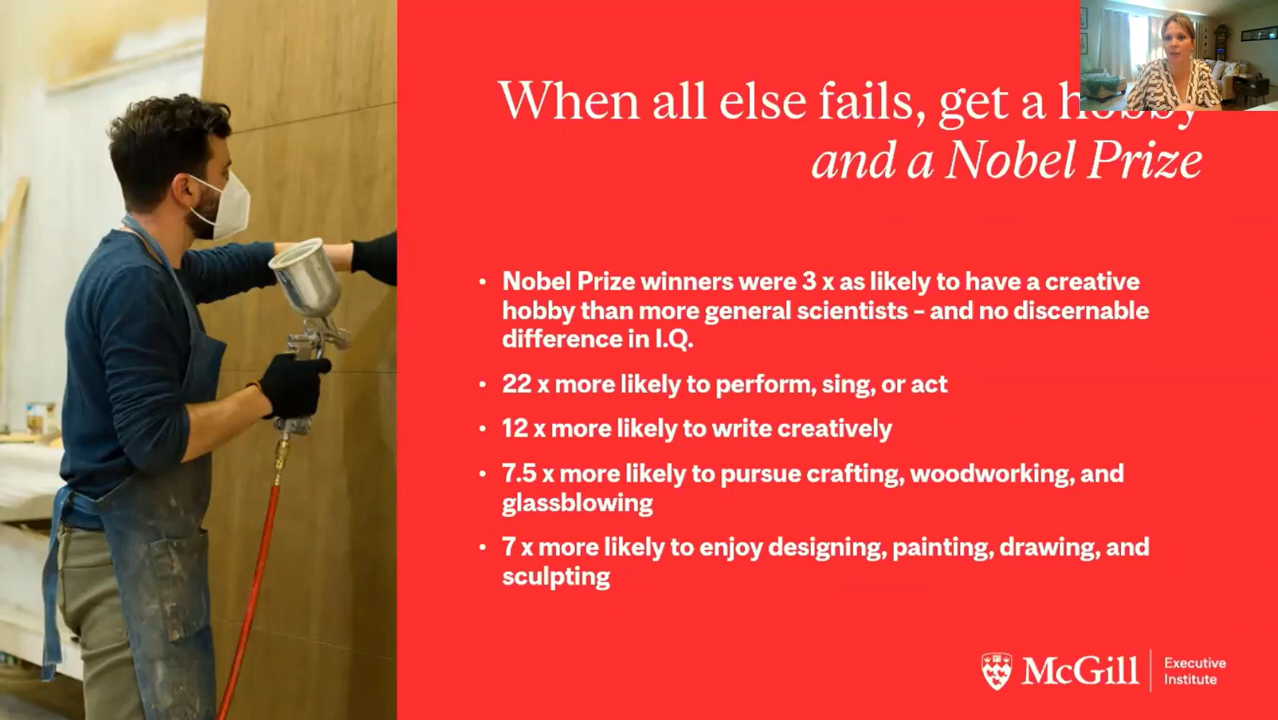 When all else fails, get a hobby
and a Nobel Prize
• Nobel Prize winners were 3 x as likely to have a creative
hobby than more general scientists – and no discernable
difference in I.Q.
• 22 x more likely to perform, sing, or act
• 12 x more likely to write creatively
• 7.5 x more likely to pursue crafting, woodworking, and
glassblowing
• 7 x more likely to enjoy designing, painting, drawing, and
sculpting
McGill
Executive
Institute